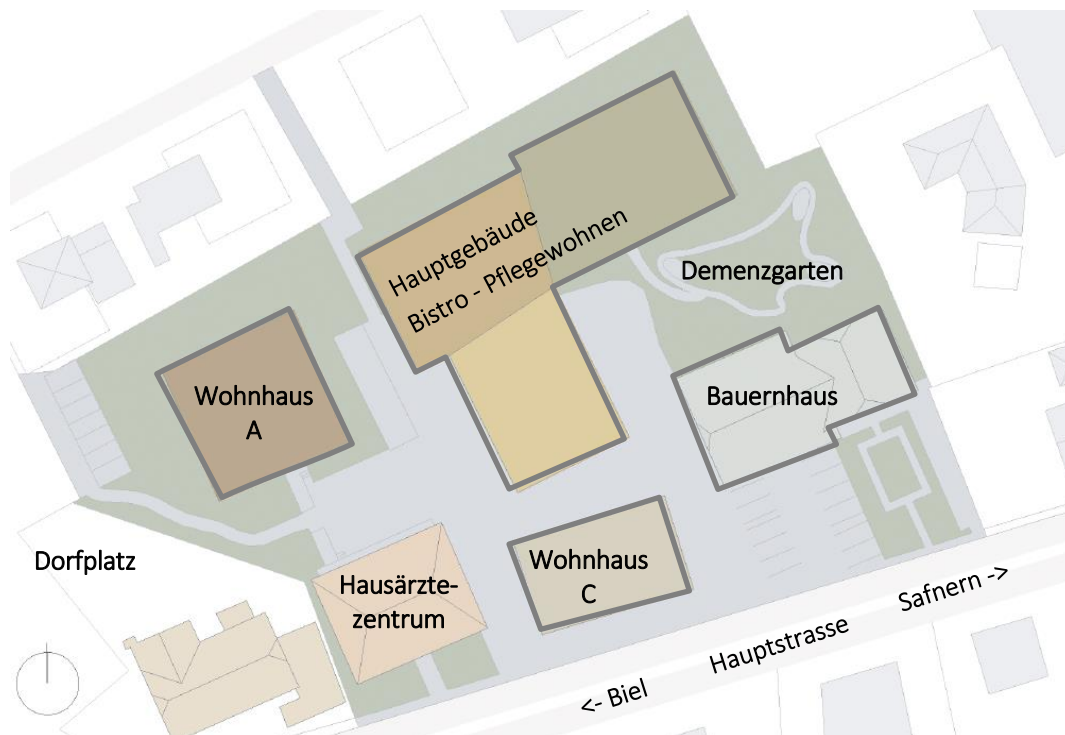 Hauptgebäude
Bistro - Pflegewohnen
Demenzgarten
Wohnhaus
A
Bauernhaus
Dorfplatz
Hausärzte-
zentrum
Wohnhaus
C
Safnern ->
Hauptstrasse
<- Biel